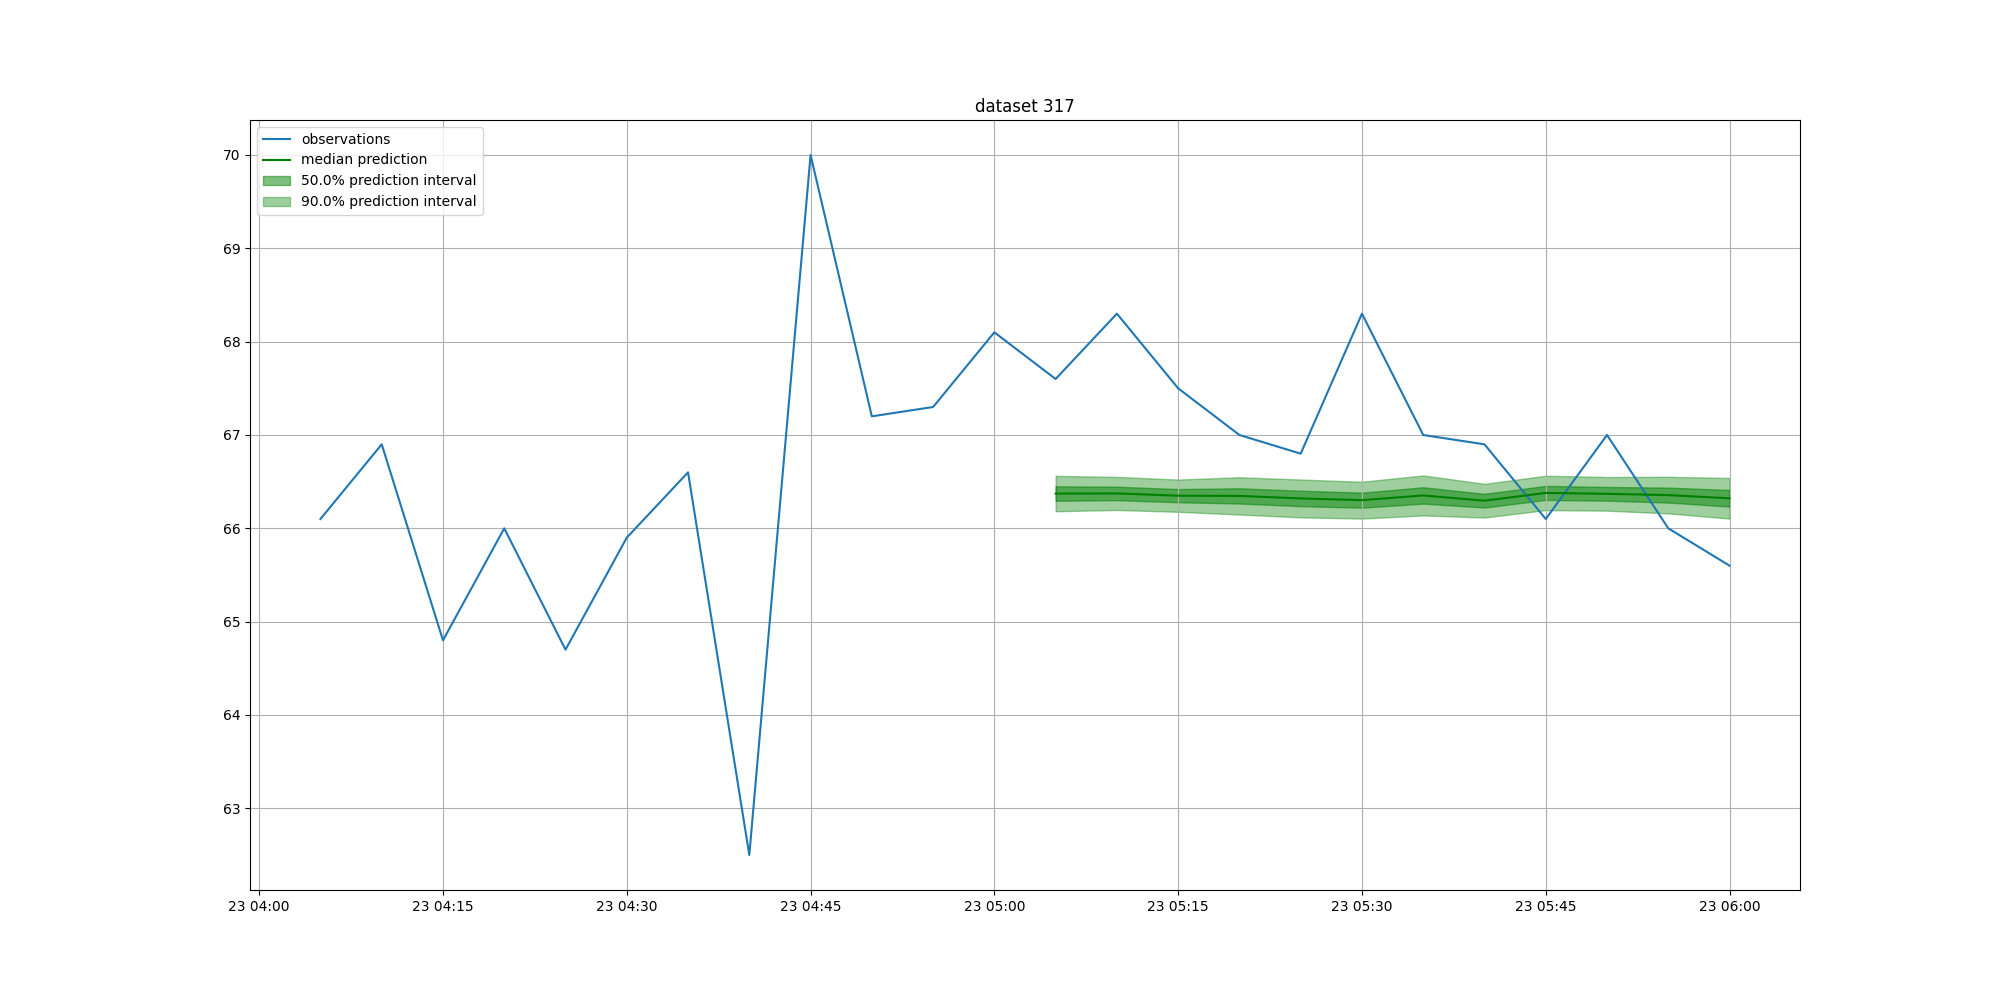 dataset 317
observations
median prediction
50.0% prediction interval
90.0% prediction interval
70
69
68
67
66
65
64
63
23 04:00 23 04:15 23 04:30 23 04:45 23 05:00 23 05:15 23 05:30 23 05:45 23 06:00